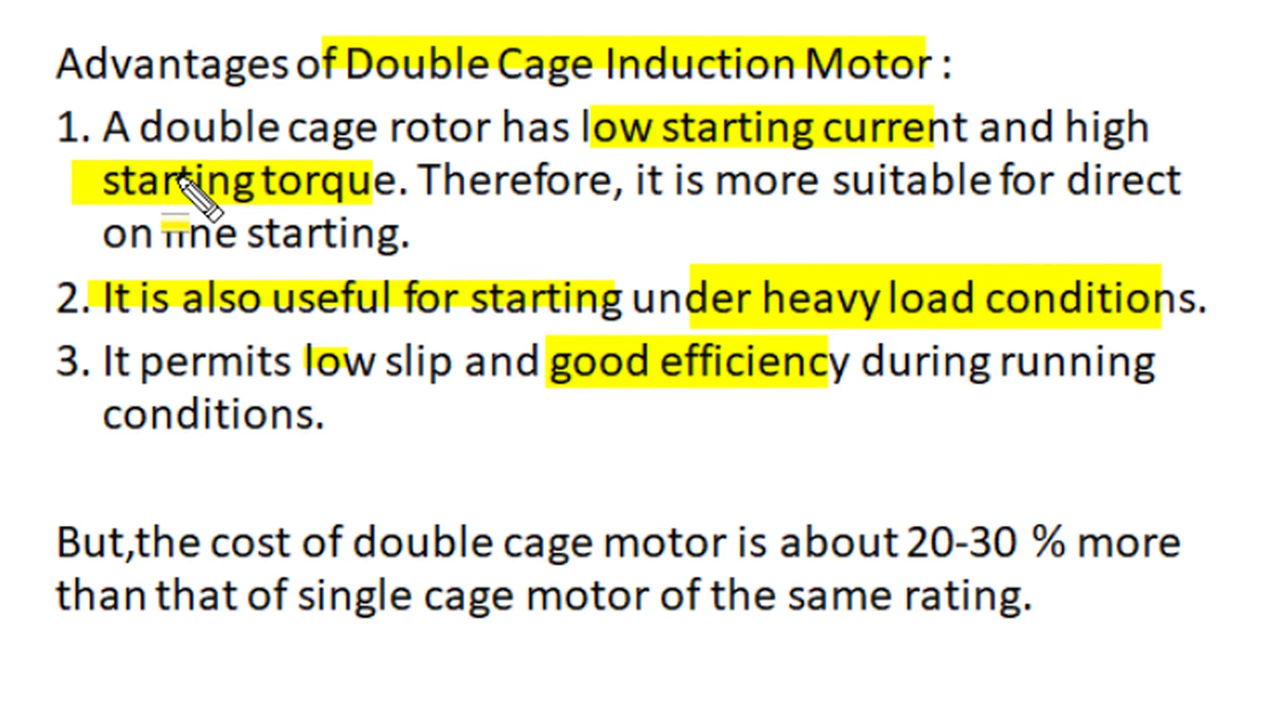 Advantages of Double Cage Induction Motor :
1. A double cage rotor has low starting current and high
starting torque. Therefore, it is more suitable for direct
on line starting.
2. It is also useful for starting under heavy load conditions.
3. It permits low slip and good efficiency during running
conditions.
But,the cost of double cage motor is about 20-30 % more
than that of single cage motor of the same rating.